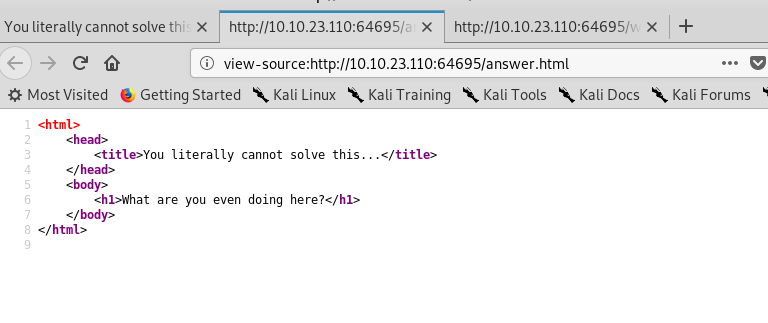 You literally cannot solve this
http://10.10.23.110:64695/a
http://10.10.23.110:64695/w
view-source:http://10.10.23.110:64695/answer.html
Most Visited Getting Started Kali Linux Kali Training Kali Tools Kali Docs Kali Forums
1 <html>
2     <head>
3         <title>You literally cannot solve this...</title>
4     </head>
5     <body>
6         <h1>What are you even doing here?</h1>
7     </body>
8 </html>
9